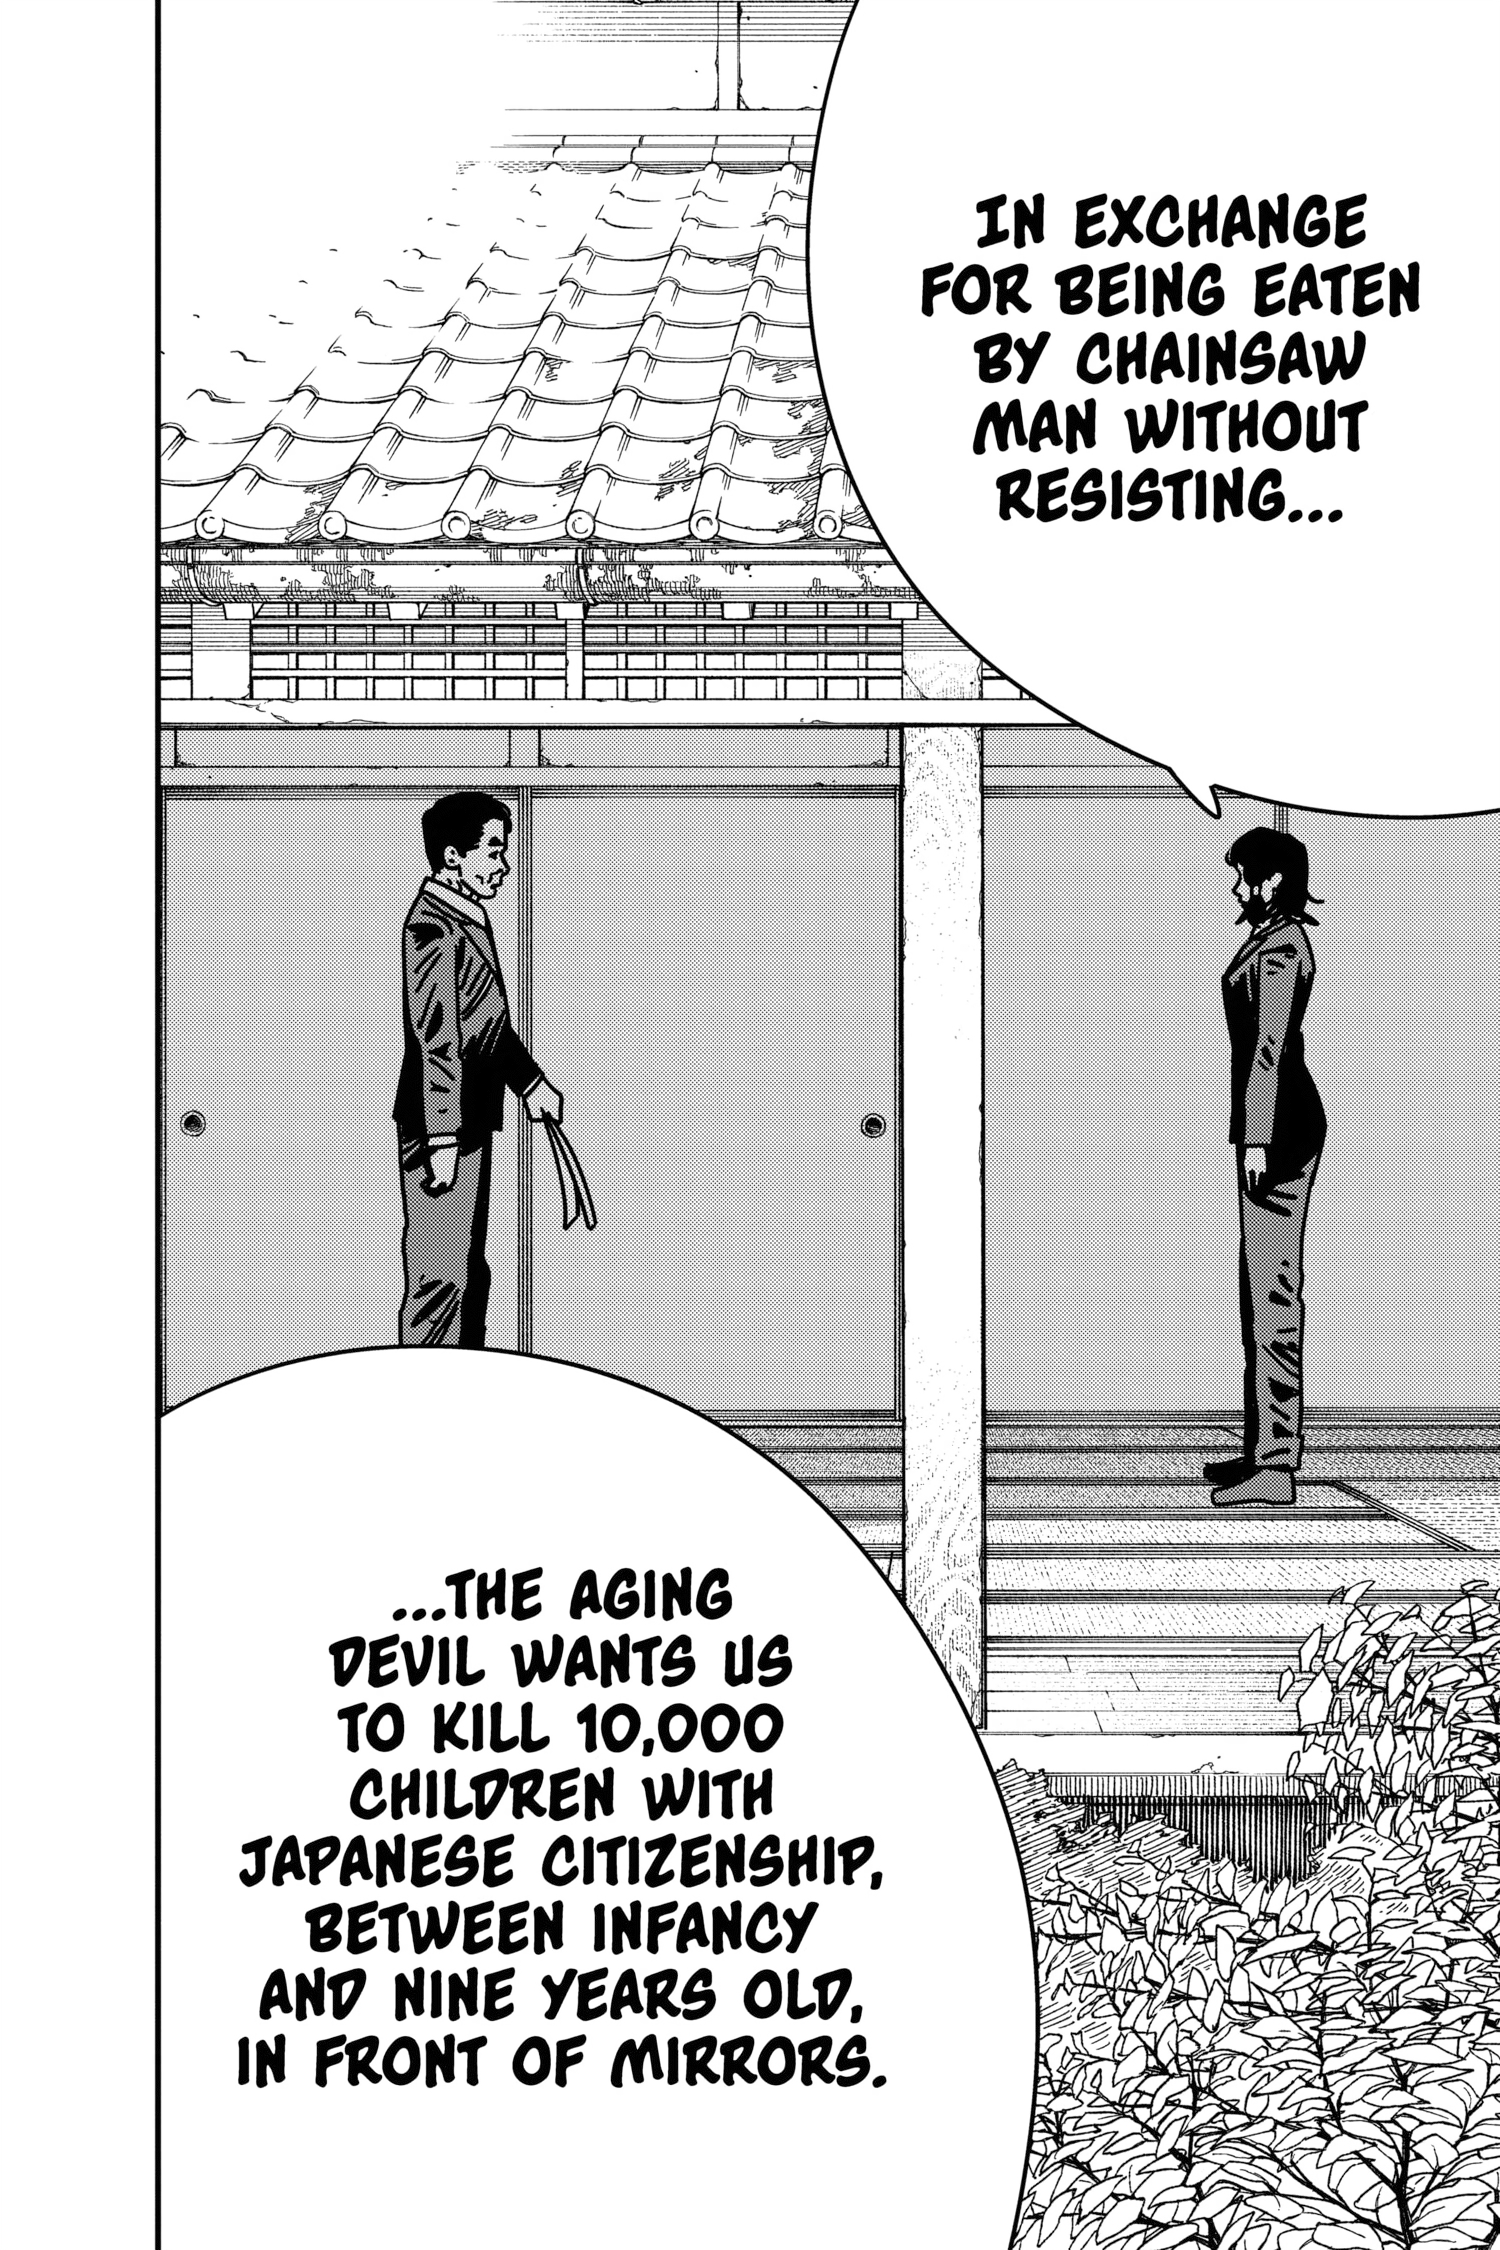 IN EXCHANGE
FOR BEING EATEN
BY CHAINSAW
MAN WITHOUT
RESISTING...
...THE AGING
DEVIL WANTS US
TO KILL 10,000
CHILDREN WITH
JAPANESE CITIZENSHIP,
BETWEEN INFANCY
AND NINE YEARS OLD,
IN FRONT OF MIRRORS.